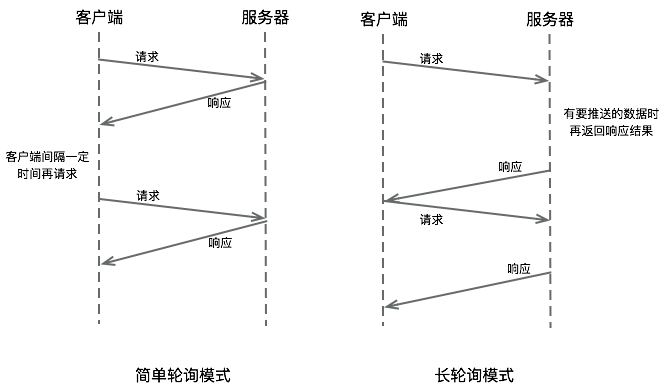 客户端
服务器
请求
响应
客户端间隔一定
时间再请求
请求
响应
简单轮询模式
客户端
服务器
请求
有要推送的数据时
再返回响应结果
响应
请求
响应
长轮询模式